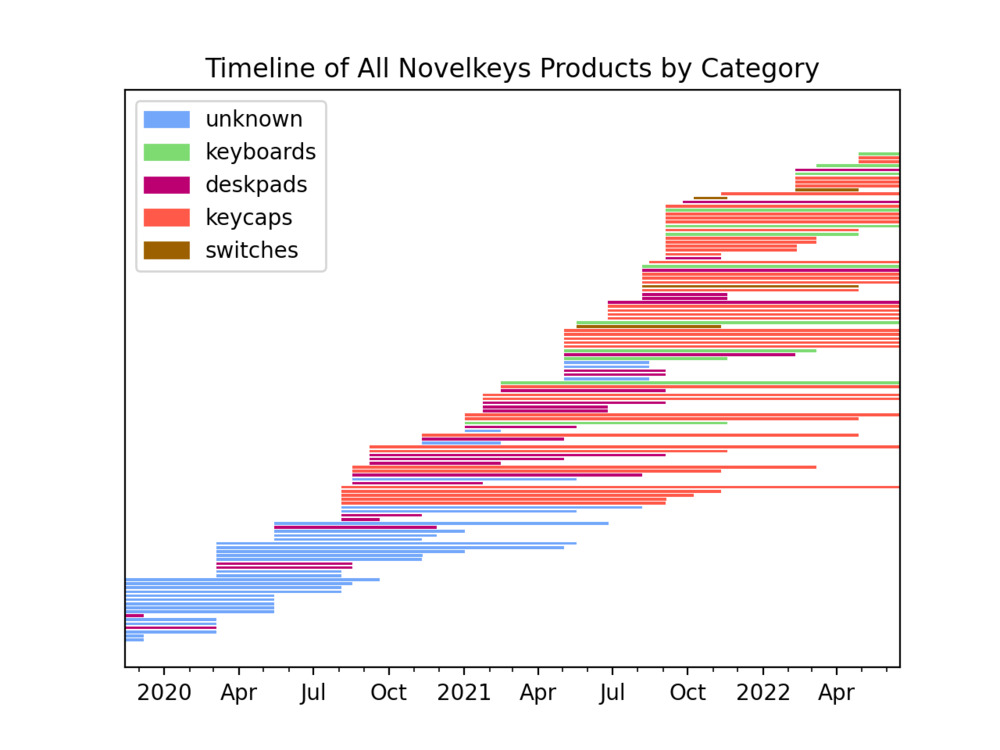 Timeline of All Novelkeys Products by Category
unknown
keyboards
deskpads
keycaps
switches
2020 Apr Jul Oct 2021 Apr Jul Oct 2022 Apr